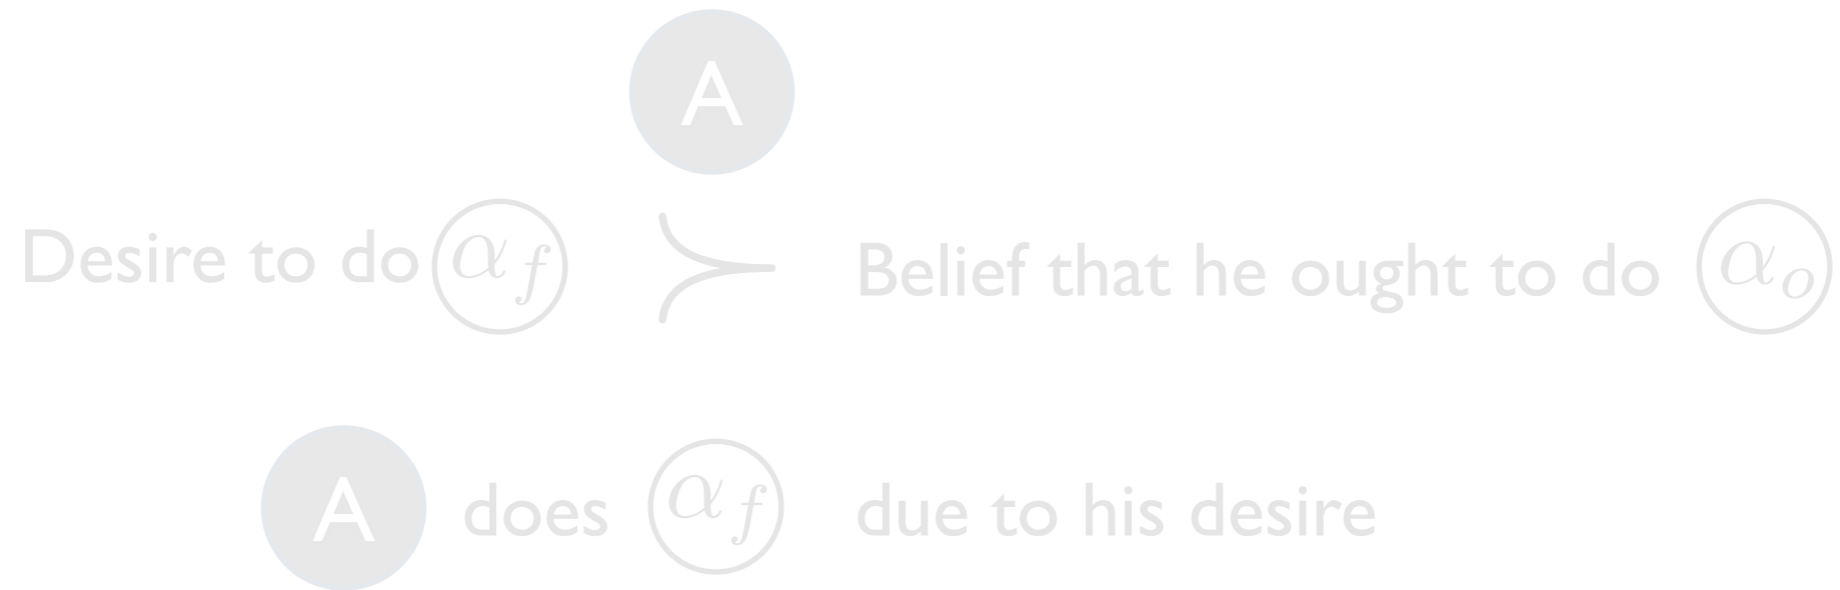 A
Desire to do α_f ≻ Belief that he ought to do α_o
A does α_f due to his desire